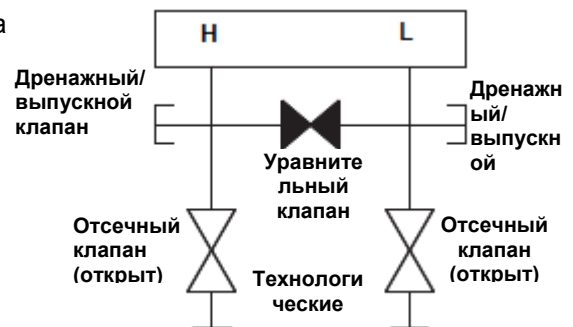 а
H L
Дренажный/
выпускной
клапан
Дренажн
ый/
выпускн
ой
Уравните
льный
клапан
Отсечный
клапан
(открыт)
Отсечный
клапан
(открыт)
Технологи
ческие